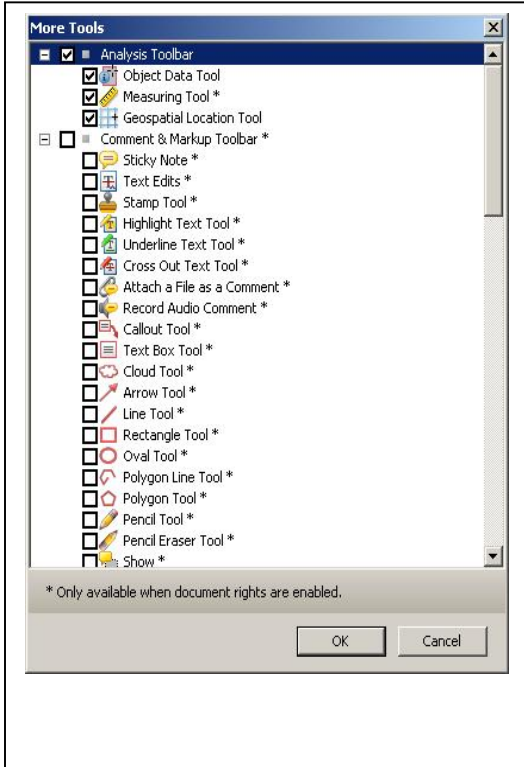 More Tools
Analysis Toolbar
Object Data Tool
Measuring Tool *
Geospatial Location Tool
Comment & Markup Toolbar *
Sticky Note *
Text Edits *
Stamp Tool *
Highlight Text Tool *
Underline Text Tool *
Cross Out Text Tool *
Attach a File as a Comment *
Record Audio Comment *
Callout Tool *
Text Box Tool *
Cloud Tool *
Arrow Tool *
Line Tool *
Rectangle Tool *
Oval Tool *
Polygon Line Tool *
Polygon Tool *
Pencil Tool *
Pencil Eraser Tool *
Show *
* Only available when document rights are enabled.
OK Cancel